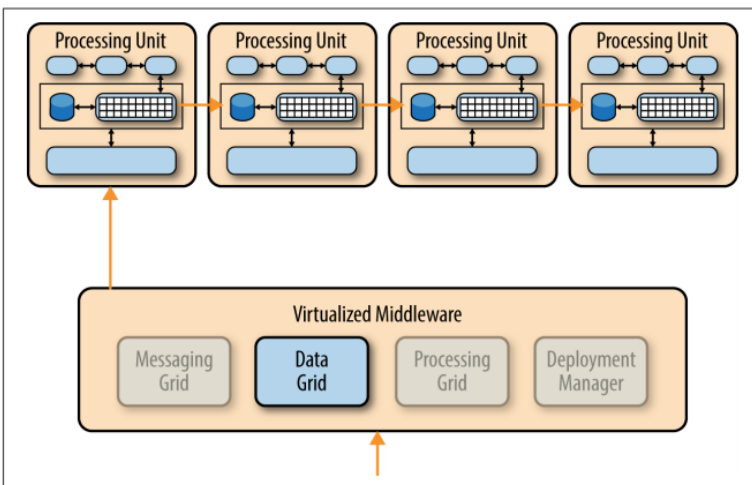 Processing Unit
Processing Unit
Processing Unit
Processing Unit
Virtualized Middleware
Messaging
Grid
Data
Grid
Processing
Grid
Deployment
Manager